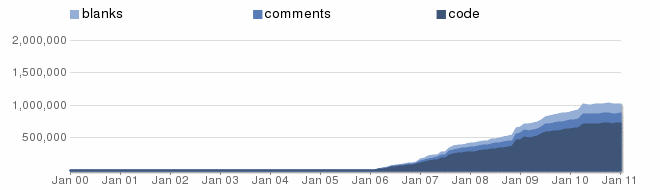 blanks comments code
2,000,000
1,500,000
1,000,000
500,000
Jan 00 Jan 01 Jan 02 Jan 03 Jan 04 Jan 05 Jan 06 Jan 07 Jan 08 Jan 09 Jan 10 Jan 11